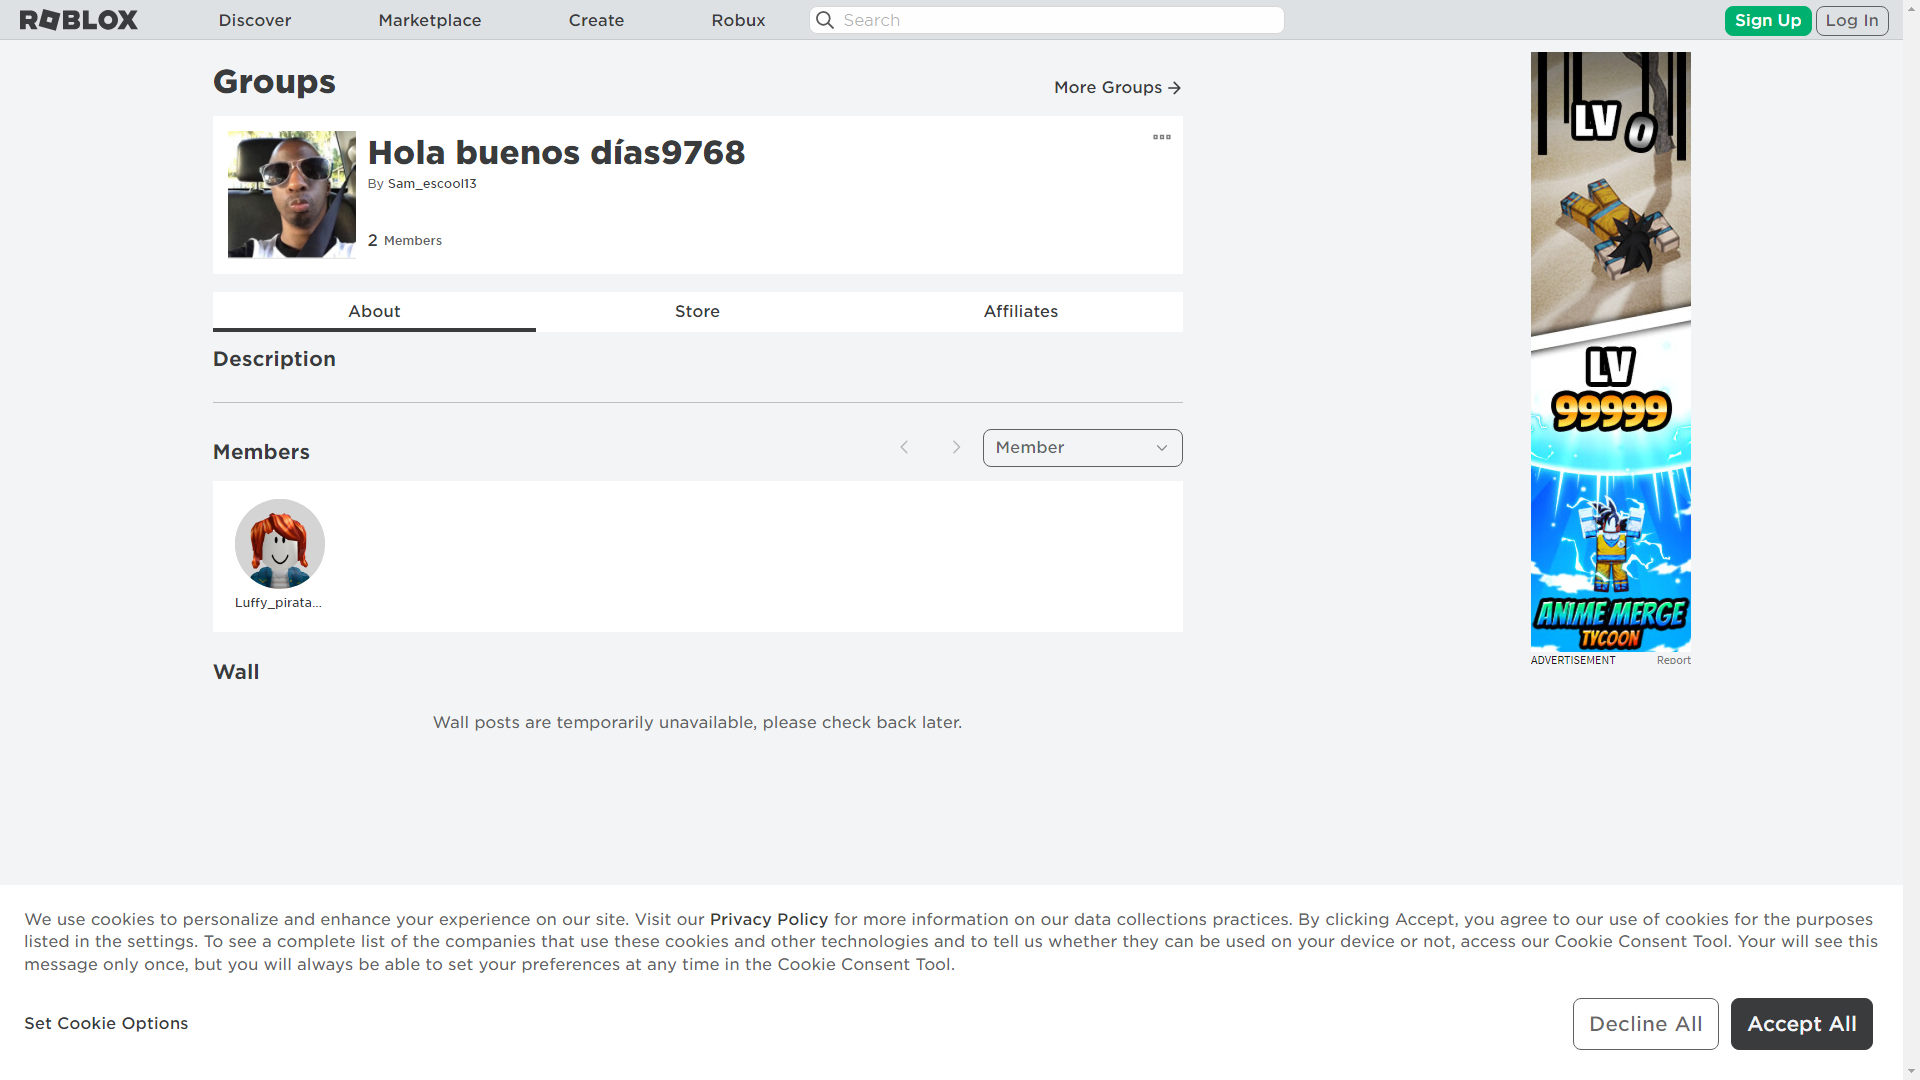 ROBLOX
Discover
Marketplace
Create
Robux
Search
Sign Up
Log In
Groups
More Groups
Hola buenos días9768
By Sam_escool13
2 Members
About
Store
Affiliates
Description
Members
Member
Luffy_pirata...
Wall
Wall posts are temporarily unavailable, please check back later.
LV 0
LV
99999
ANIME MERGE
TYCOON
ADVERTISEMENT
Report
We use cookies to personalize and enhance your experience on our site. Visit our Privacy Policy for more information on our data collections practices. By clicking Accept, you agree to our use of cookies for the purposes
listed in the settings. To see a complete list of the companies that use these cookies and other technologies and to tell us whether they can be used on your device or not, access our Cookie Consent Tool. Your will see this
message only once, but you will always be able to set your preferences at any time in the Cookie Consent Tool.
Set Cookie Options
Decline All
Accept All